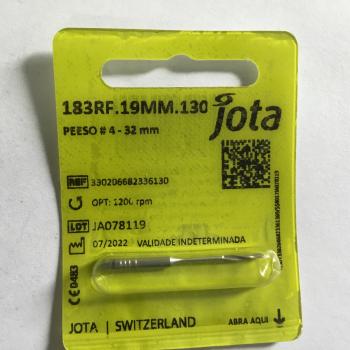 183RF.19MM.130
jota
PEESO # 4 - 32 mm
REF 330206682336130
OPT: 1200 rpm
LOT JA078119
07/2022 VALIDADE INDETERMINADA
CE 0483
JOTA | SWITZERLAND
ABRA AQUI